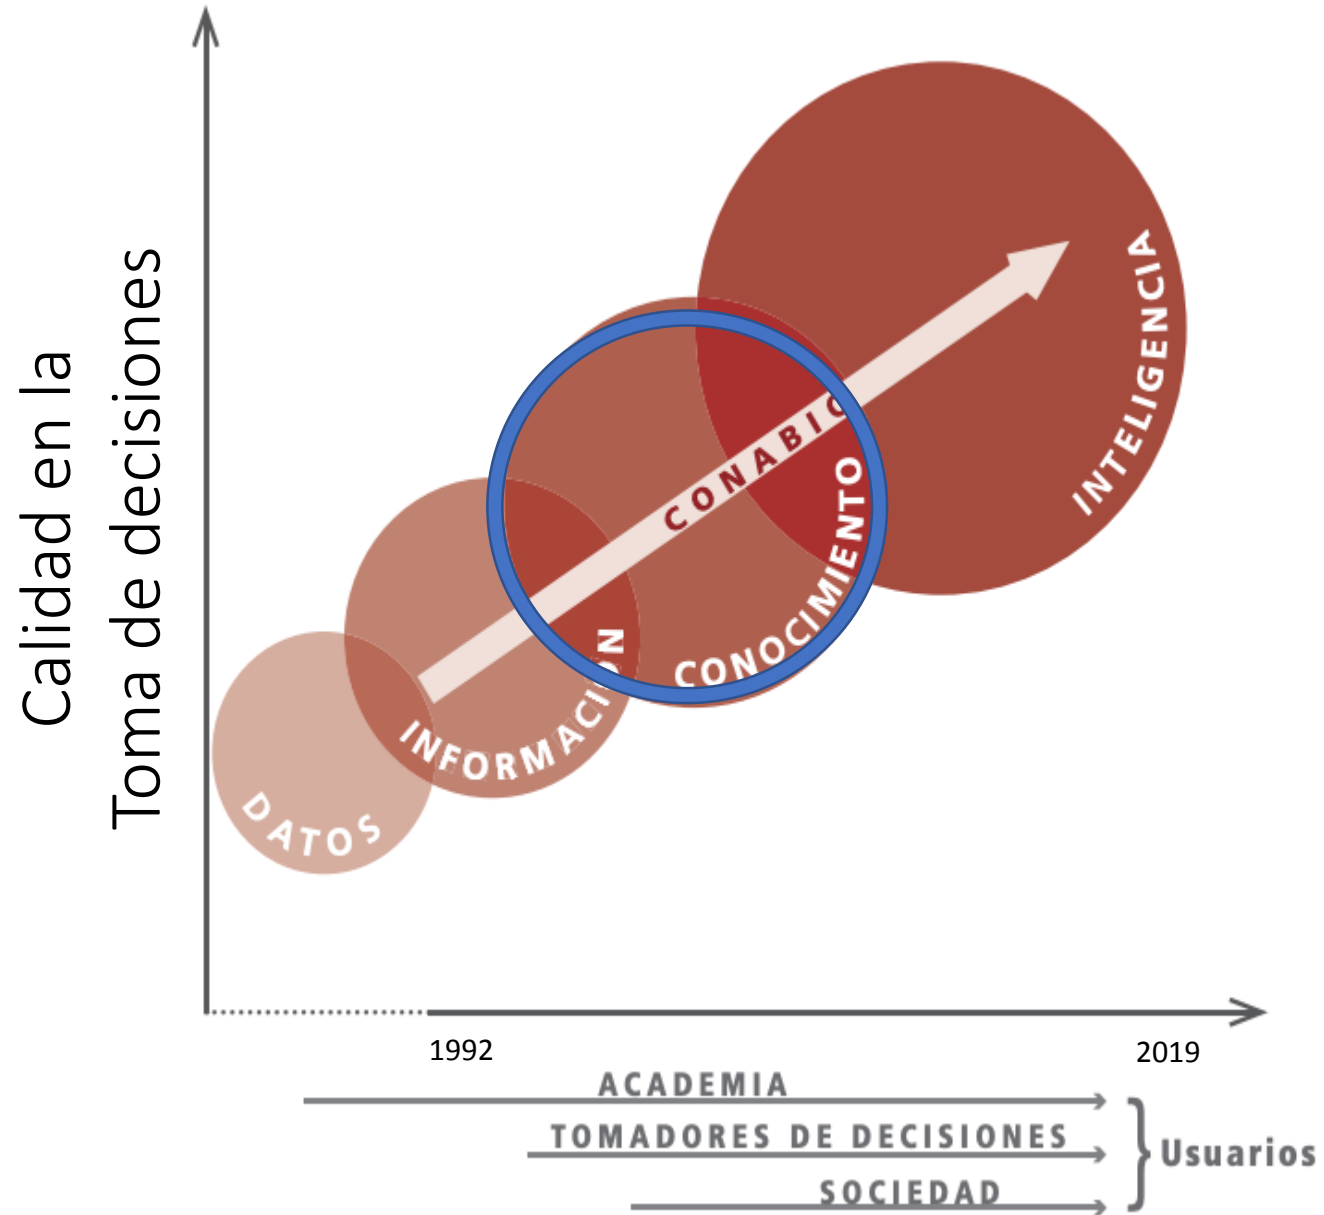 Calidad en la
Toma de decisiones
INTELIGENCIA
CONABIO
CONOCIMIENTO
INFORMACIÓN
DATOS
1992
2019
ACADEMIA
TOMADORES DE DECISIONES
Usuarios
SOCIEDAD